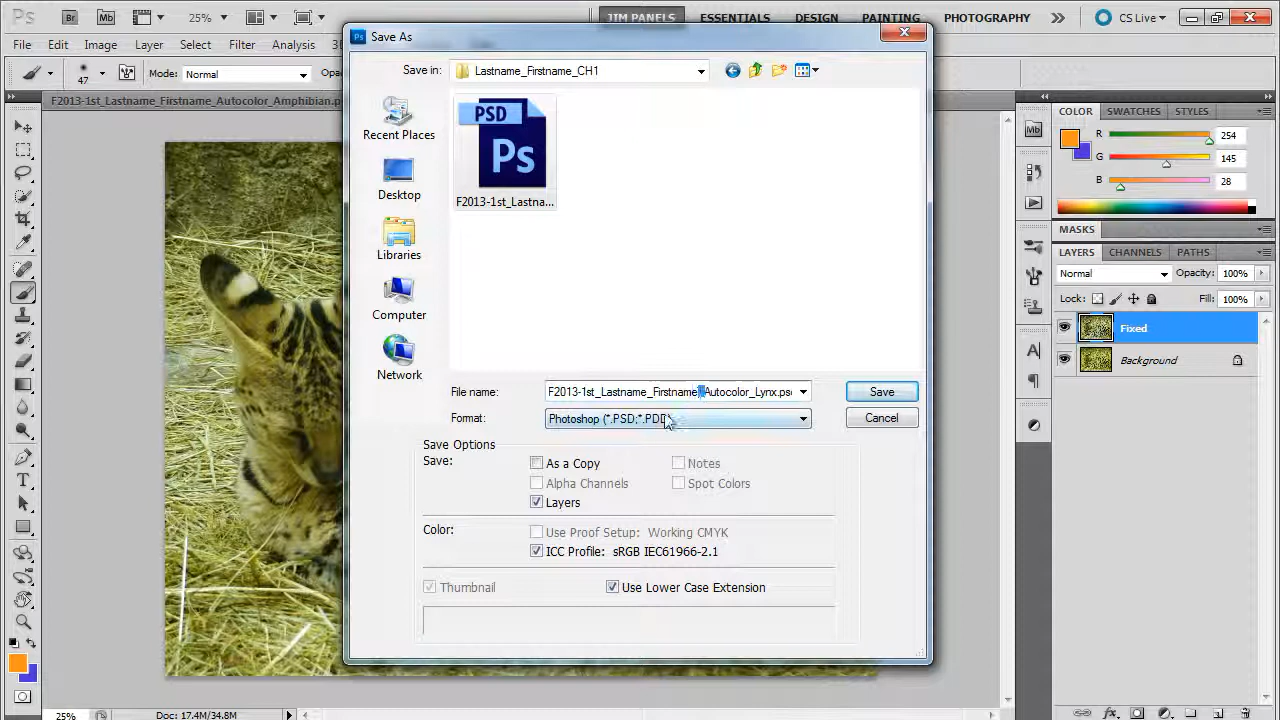 Ps Br Mb 25% JIM PANELS ESSENTIALS DESIGN PAINTING PHOTOGRAPHY CS Live
File Edit Image Layer Select Filter Analysis
47 Mode: Normal
F2013-1st_Lastname_Firstname_Autocolor_Amphibian.p
Save As
Save in: Lastname_Firstname_CH1
Recent Places
Desktop
Libraries
Computer
Network
PSD
Ps
F2013-1st_Lastna...
File name: F2013-1st_Lastname_Firstname_Autocolor_Lynx.psd
Save
Format: Photoshop (*.PSD;*.PDD)
Cancel
Save Options
Save: As a Copy Notes
Alpha Channels Spot Colors
Layers
Color: Use Proof Setup: Working CMYK
ICC Profile: sRGB IEC61966-2.1
Thumbnail Use Lower Case Extension
COLOR SWATCHES STYLES
Mb
R 254
G 145
B 28
MASKS
LAYERS CHANNELS PATHS
Normal Opacity: 100%
Lock: Fill: 100%
Fixed
Background
25% Doc: 17.4M/34.8M